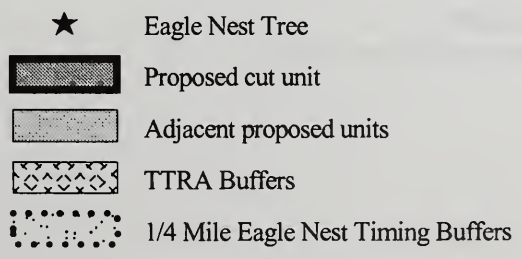 Eagle Nest Tree
Proposed cut unit
Adjacent proposed units
TTRA Buffers
1/4 Mile Eagle Nest Timing Buffers